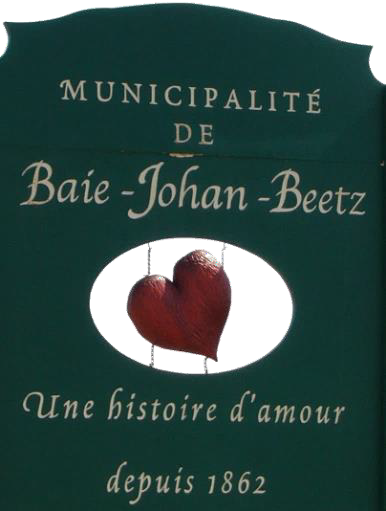 MUNICIPALITÉ
DE
Baie-Johan-Beetz
Une histoire d'amour
depuis 1862